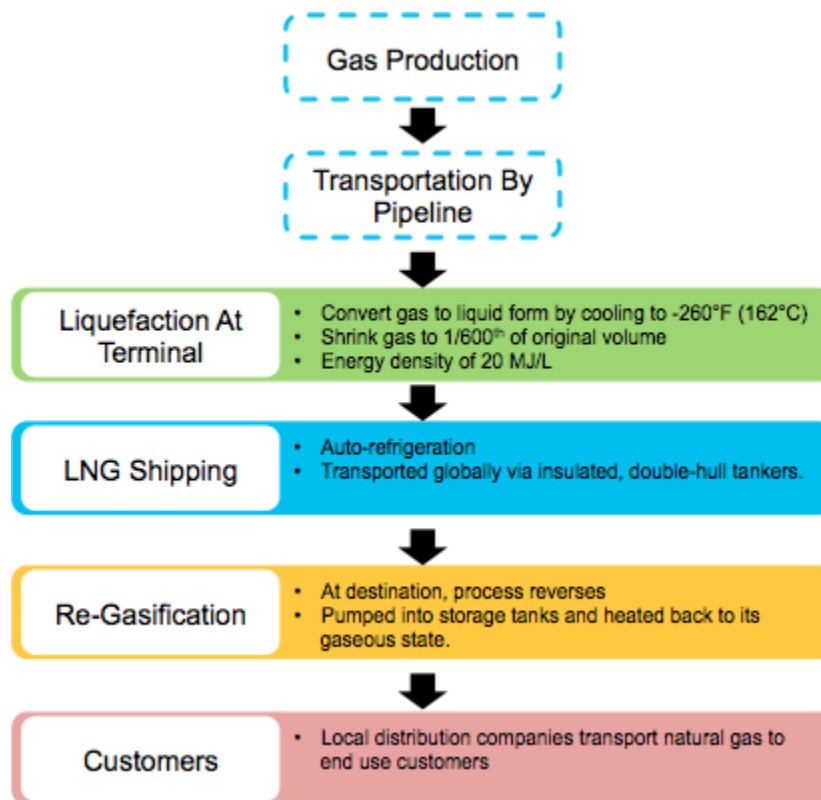 Gas Production
Transportation By
Pipeline
Liquefaction At
Terminal
• Convert gas to liquid form by cooling to -260°F (162°C)
• Shrink gas to 1/600th of original volume
• Energy density of 20 MJ/L
LNG Shipping
• Auto-refrigeration
• Transported globally via insulated, double-hull tankers.
Re-Gasification
• At destination, process reverses
• Pumped into storage tanks and heated back to its
gaseous state.
Customers
• Local distribution companies transport natural gas to
end use customers